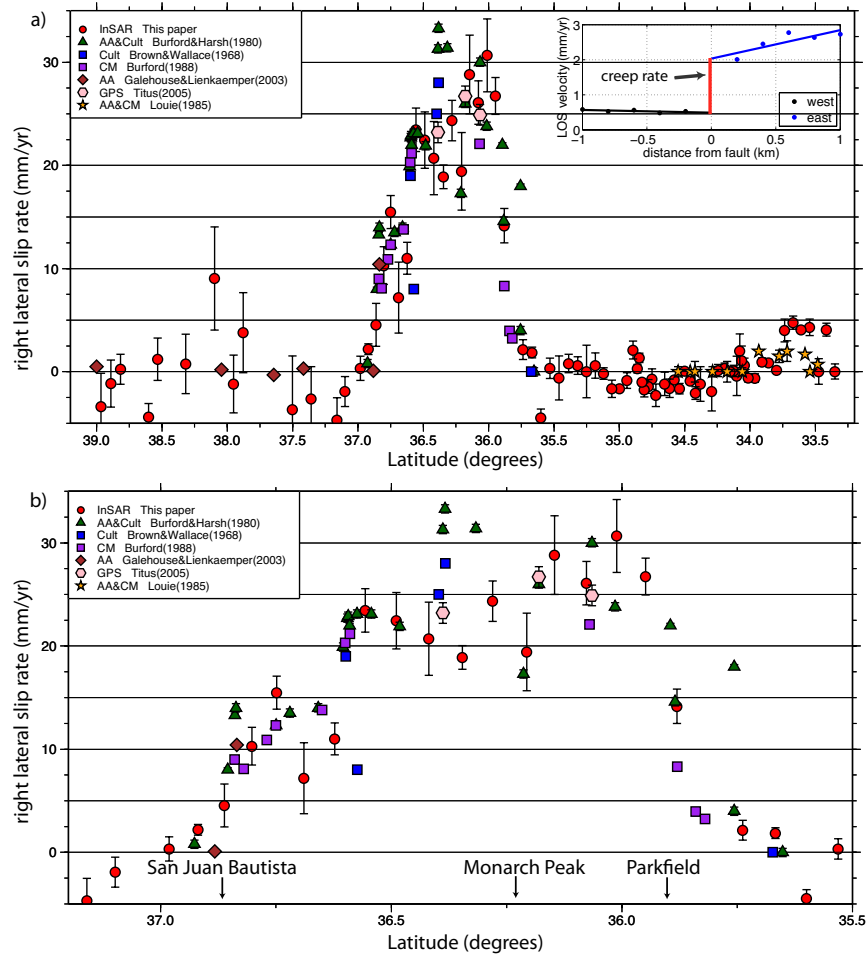 a)
InSAR This paper
AA&Cult Burford&Harsh(1980)
Cult Brown&Wallace(1968)
CM Burford(1988)
AA Galehouse&Lienkaemper(2003)
GPS Titus(2005)
AA&CM Louie(1985)
right lateral slip rate (mm/yr)
30
20
10
0
39.0 38.5 38.0 37.5 37.0 36.5 36.0 35.5 35.0 34.5 34.0 33.5
Latitude (degrees)
LOS velocity (mm/yr)
3
2
1
0
creep rate
west
east
−1 −0.5 0 0.5 1
distance from fault (km)
b)
InSAR This paper
AA&Cult Burford&Harsh(1980)
Cult Brown&Wallace(1968)
CM Burford(1988)
AA Galehouse&Lienkaemper(2003)
GPS Titus(2005)
AA&CM Louie(1985)
right lateral slip rate (mm/yr)
30
20
10
0
San Juan Bautista Monarch Peak Parkfield
37.0 36.5 36.0 35.5
Latitude (degrees)